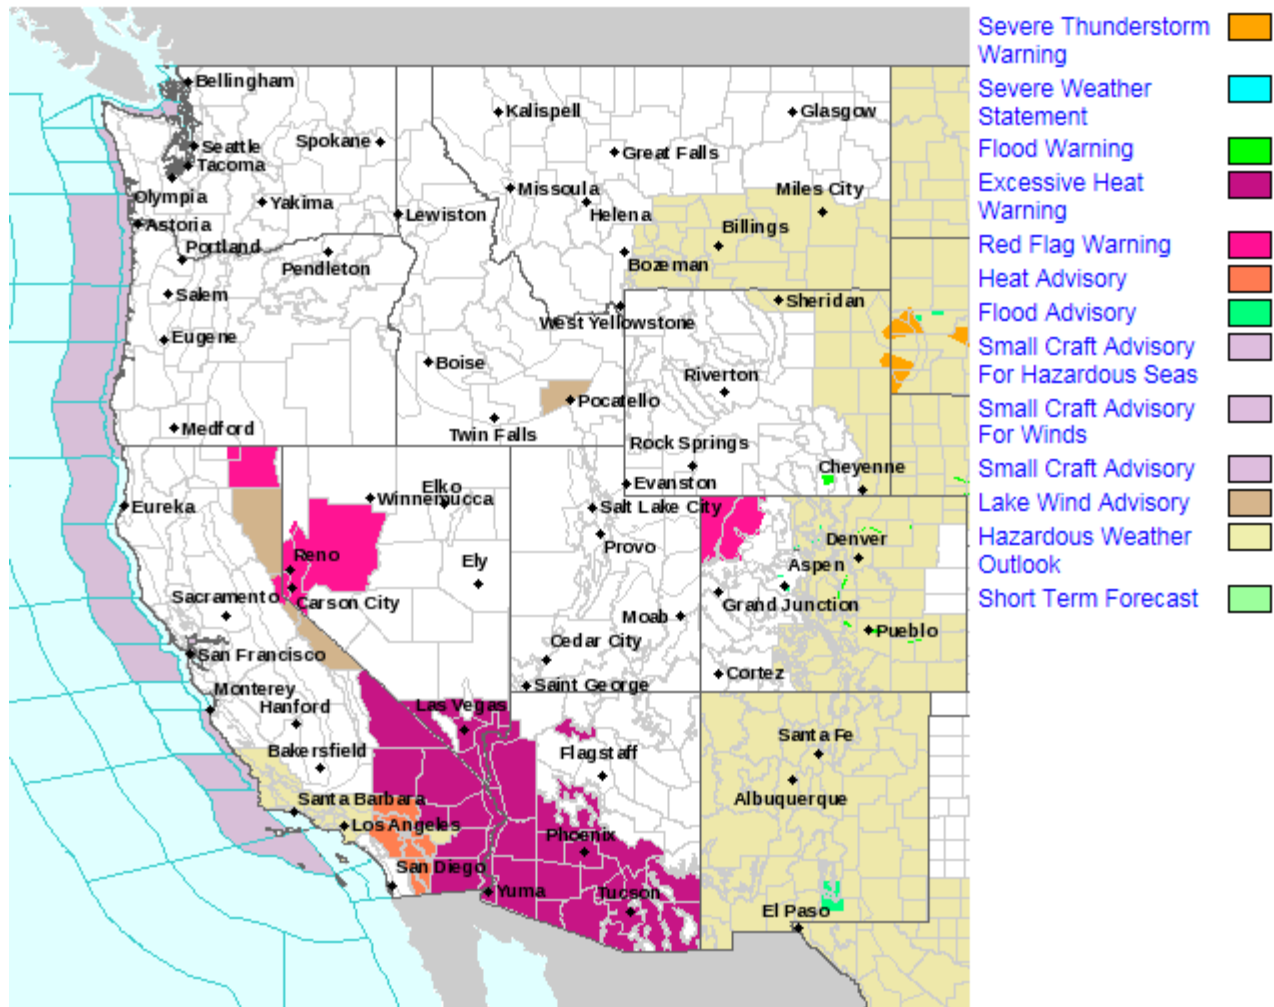 Bellingham
Seattle
Tacoma
Olympia
Astoria
Spokane
Yakima
Portland
Pendleton
Salem
Eugene
Medford
Lewiston
Kalispell
Glasgow
Great Falls
Missoula
Helena
Miles City
Billings
Bozeman
West Yellowstone
Sheridan
Boise
Pocatello
Twin Falls
Riverton
Rock Springs
Evanston
Cheyenne
Eureka
Elko
Winnemucca
Salt Lake City
Provo
Reno
Ely
Denver
Aspen
Sacramento
Carson City
Moab
Grand Junction
Pueblo
San Francisco
Cedar City
Saint George
Cortez
Monterey
Hanford
Las Vegas
Bakersfield
Flagstaff
Santa Fe
Albuquerque
Santa Barbara
Los Angeles
Phoenix
San Diego
Yuma
Tucson
El Paso
Severe Thunderstorm
Warning
Severe Weather
Statement
Flood Warning
Excessive Heat
Warning
Red Flag Warning
Heat Advisory
Flood Advisory
Small Craft Advisory
For Hazardous Seas
Small Craft Advisory
For Winds
Small Craft Advisory
Lake Wind Advisory
Hazardous Weather
Outlook
Short Term Forecast